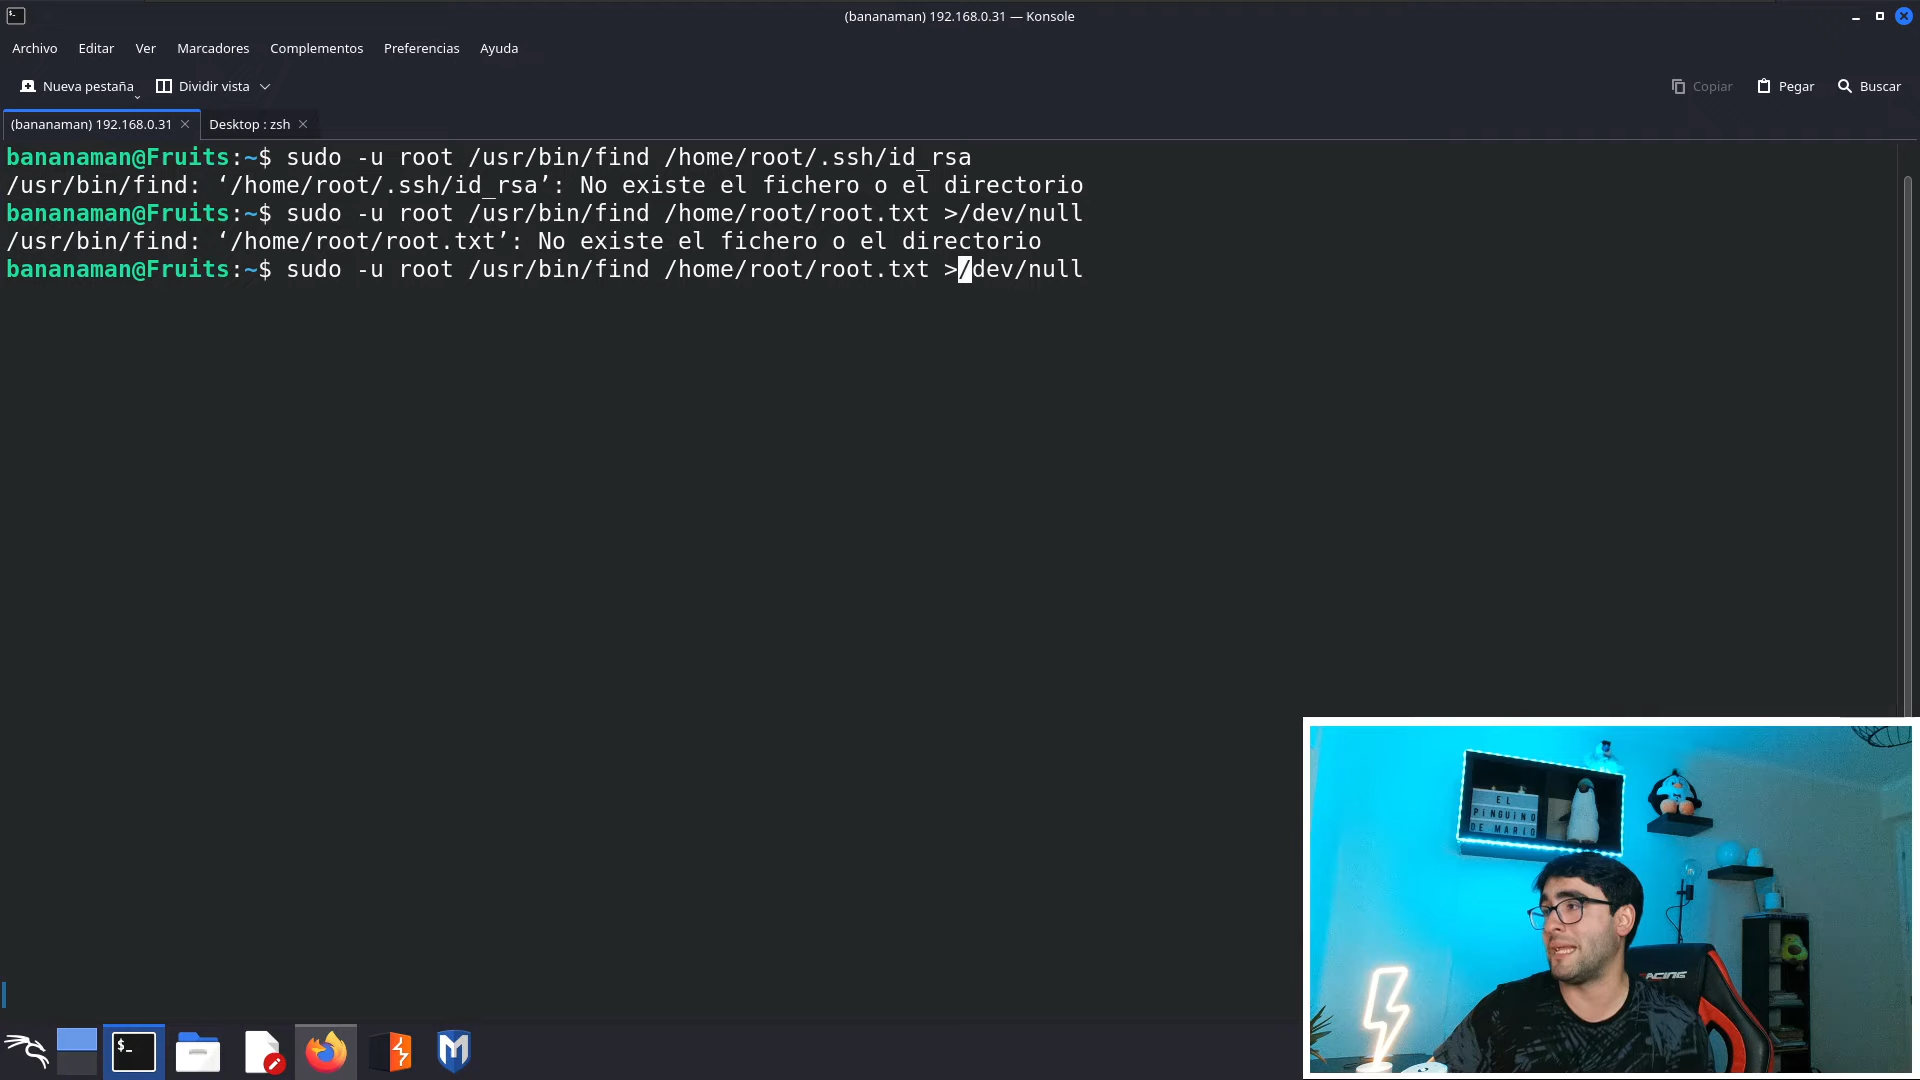 (bananaman) 192.168.0.31 — Konsole
Archivo Editar Ver Marcadores Complementos Preferencias Ayuda
Nueva pestaña Dividir vista Copiar Pegar Buscar
(bananaman) 192.168.0.31 Desktop : zsh
bananaman@Fruits:~$ sudo -u root /usr/bin/find /home/root/.ssh/id_rsa
/usr/bin/find: ‘/home/root/.ssh/id_rsa’: No existe el fichero o el directorio
bananaman@Fruits:~$ sudo -u root /usr/bin/find /home/root/root.txt >/dev/null
/usr/bin/find: ‘/home/root/root.txt’: No existe el fichero o el directorio
bananaman@Fruits:~$ sudo -u root /usr/bin/find /home/root/root.txt >/dev/null
EL
PINGUINO
DE MARIO
RACING
$_